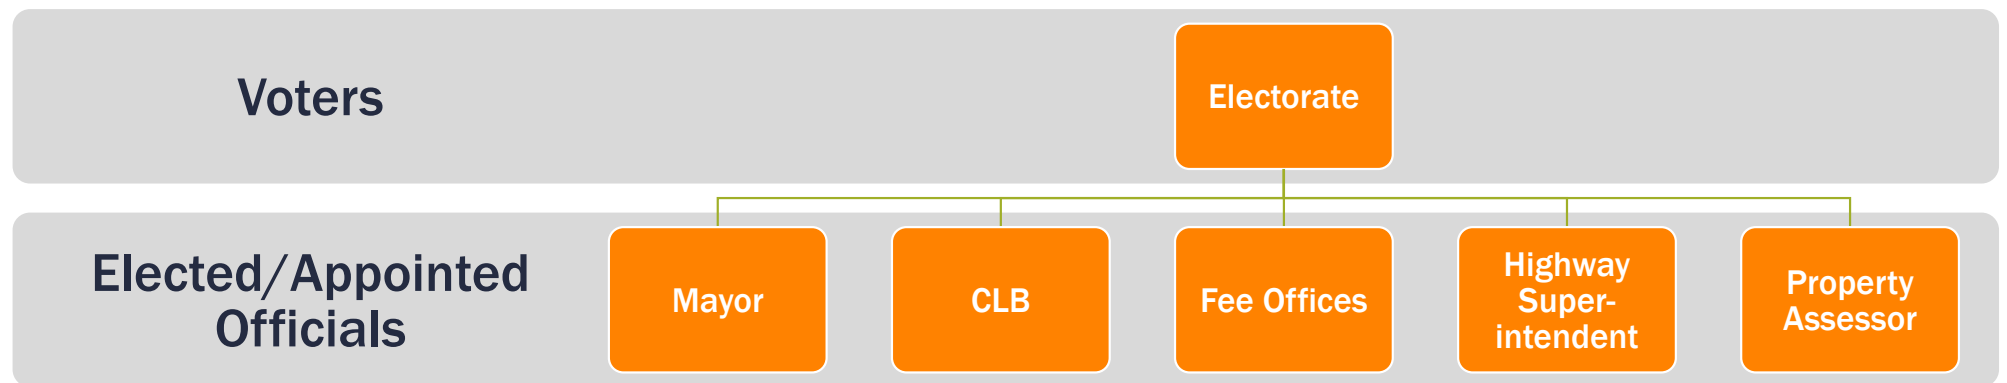 Voters
Electorate
Elected/Appointed
Officials
Mayor
CLB
Fee Offices
Highway
Super-
intendent
Property
Assessor